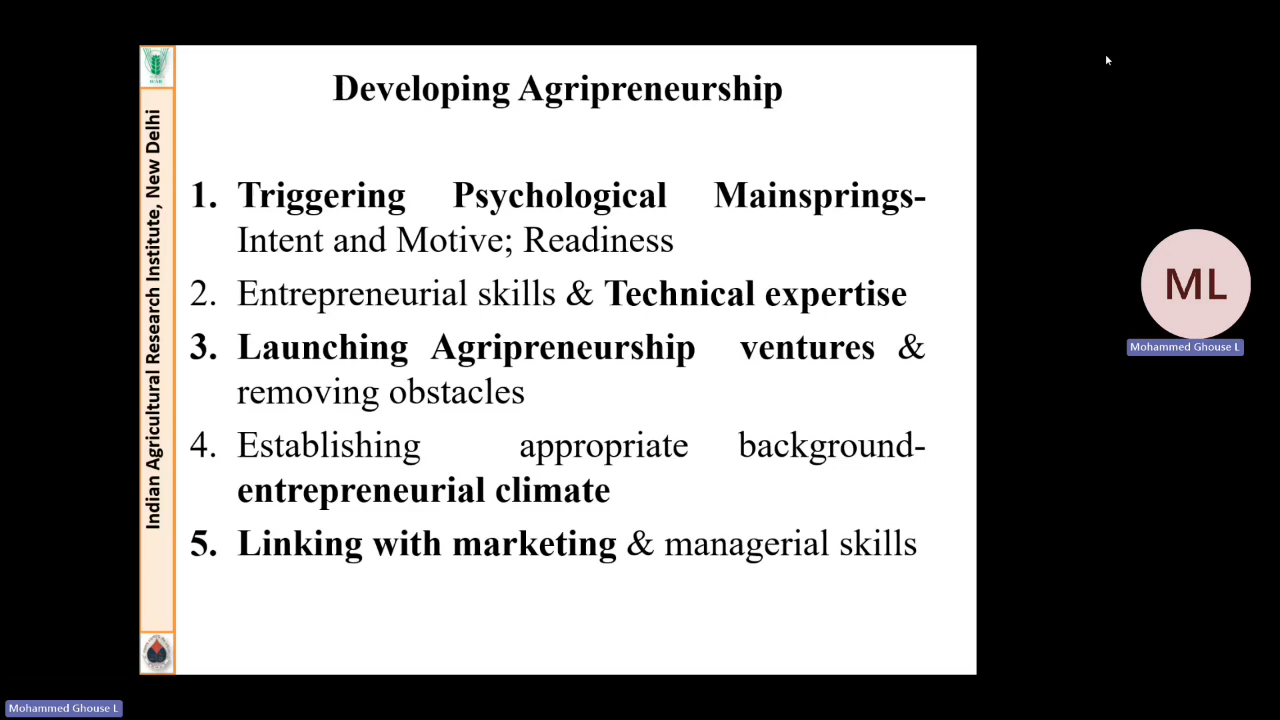 Developing Agripreneurship
Indian Agricultural Research Institute, New Delhi
1. Triggering Psychological Mainsprings-
Intent and Motive; Readiness
2. Entrepreneurial skills & Technical expertise
3. Launching Agripreneurship ventures &
removing obstacles
4. Establishing appropriate background-
entrepreneurial climate
5. Linking with marketing & managerial skills
ML
Mohammed Ghouse L
Mohammed Ghouse L